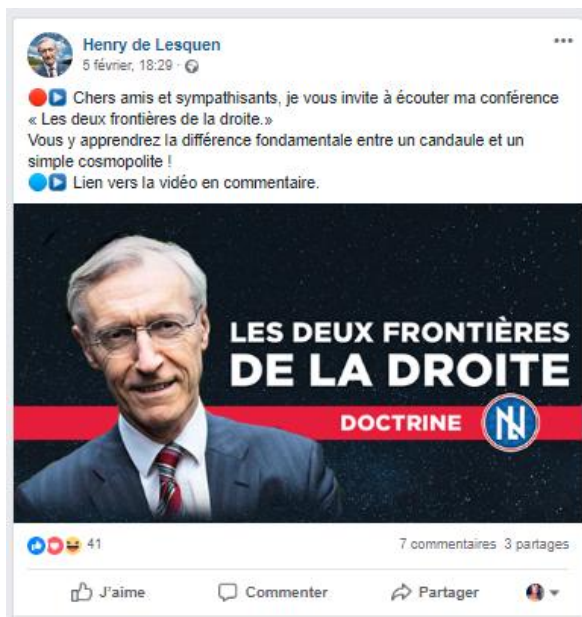 Henry de Lesquen
5 février, 18:29 ·
Chers amis et sympathisants, je vous invite à écouter ma conférence
« Les deux frontières de la droite.»
Vous y apprendrez la différence fondamentale entre un candaule et un
simple cosmopolite !
Lien vers la vidéo en commentaire.
LES DEUX FRONTIÈRES
DE LA DROITE
DOCTRINE NL
41 7 commentaires 3 partages
J'aime Commenter Partager